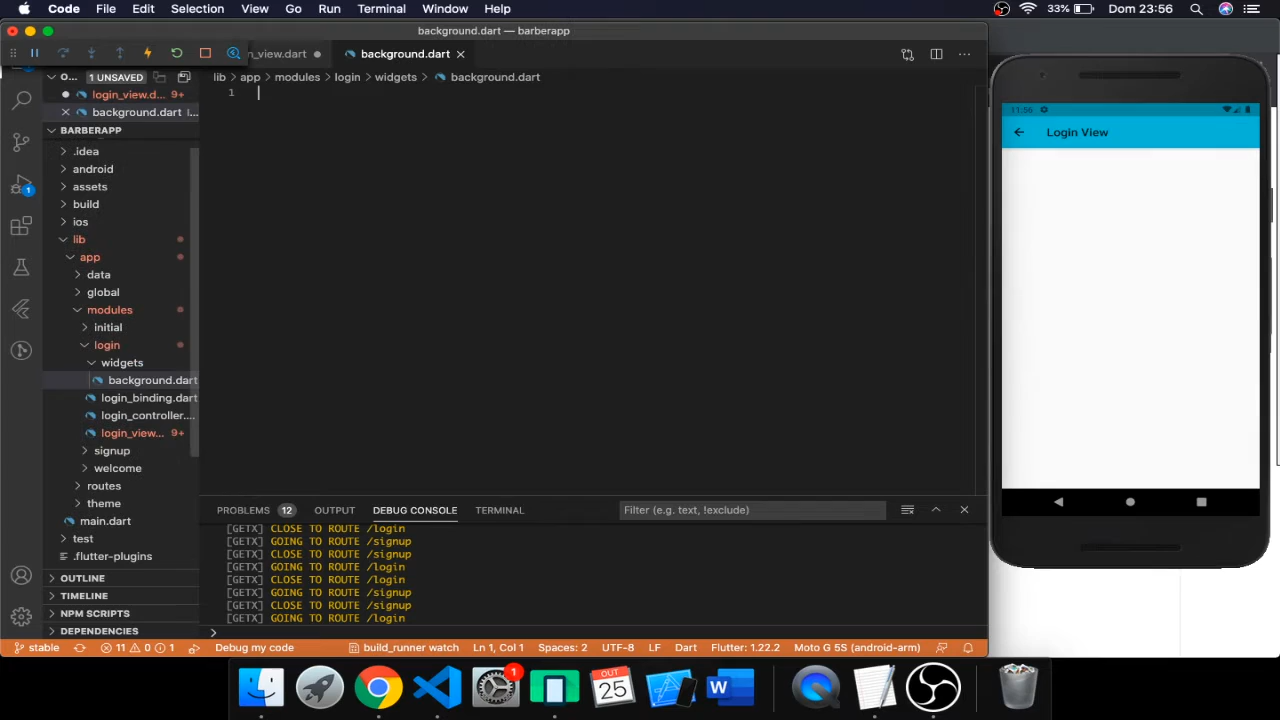 Code File Edit Selection View Go Run Terminal Window Help 33% Dom 23:56
background.dart — barberapp
n_view.dart background.dart
O... 1 UNSAVED
lib > app > modules > login > widgets > background.dart
login_view.d... 9+
background.dart l...
1
BARBERAPP
.idea
android
assets
build
ios
lib
app
data
global
modules
initial
login
widgets
background.dart
login_binding.dart
login_controller....
login_view... 9+
signup
welcome
routes
theme
main.dart
test
.flutter-plugins
OUTLINE
TIMELINE
NPM SCRIPTS
DEPENDENCIES
1
PROBLEMS 12 OUTPUT DEBUG CONSOLE TERMINAL Filter (e.g. text, !exclude)
[GETX] CLOSE TO ROUTE /login
[GETX] GOING TO ROUTE /signup
[GETX] CLOSE TO ROUTE /signup
[GETX] GOING TO ROUTE /login
[GETX] CLOSE TO ROUTE /login
[GETX] GOING TO ROUTE /signup
[GETX] CLOSE TO ROUTE /signup
[GETX] GOING TO ROUTE /login
>
stable 11 0 1 Debug my code build_runner watch Ln 1, Col 1 Spaces: 2 UTF-8 LF Dart Flutter: 1.22.2 Moto G 5S (android-arm)
11:56
Login View
1
OUT
25
W